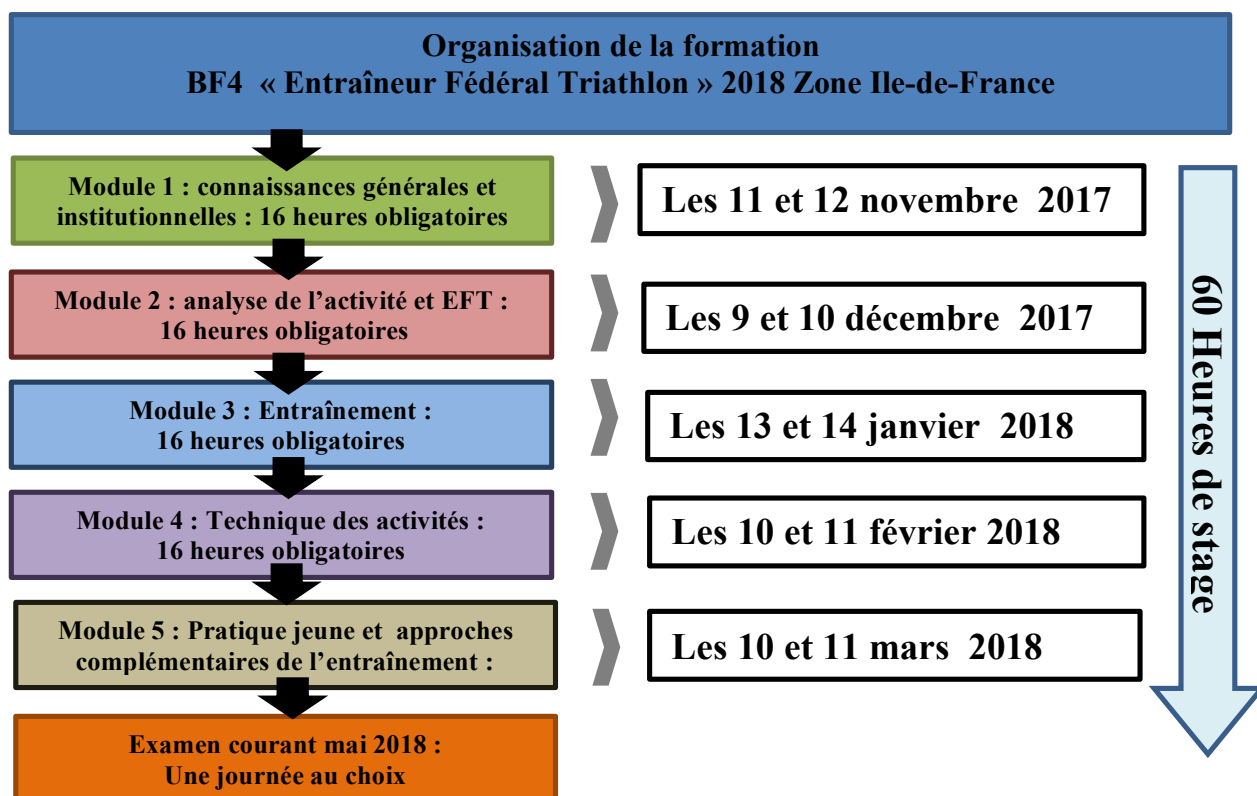 Organisation de la formation
BF4 « Entraîneur Fédéral Triathlon » 2018 Zone Ile-de-France
Module 1 : connaissances générales et
institutionnelles : 16 heures obligatoires
Les 11 et 12 novembre 2017
Module 2 : analyse de l’activité et EFT :
16 heures obligatoires
Les 9 et 10 décembre 2017
Module 3 : Entraînement :
16 heures obligatoires
Les 13 et 14 janvier 2018
Module 4 : Technique des activités :
16 heures obligatoires
Les 10 et 11 février 2018
Module 5 : Pratique jeune et approches
complémentaires de l’entraînement :
Les 10 et 11 mars 2018
Examen courant mai 2018 :
Une journée au choix
60 Heures de stage